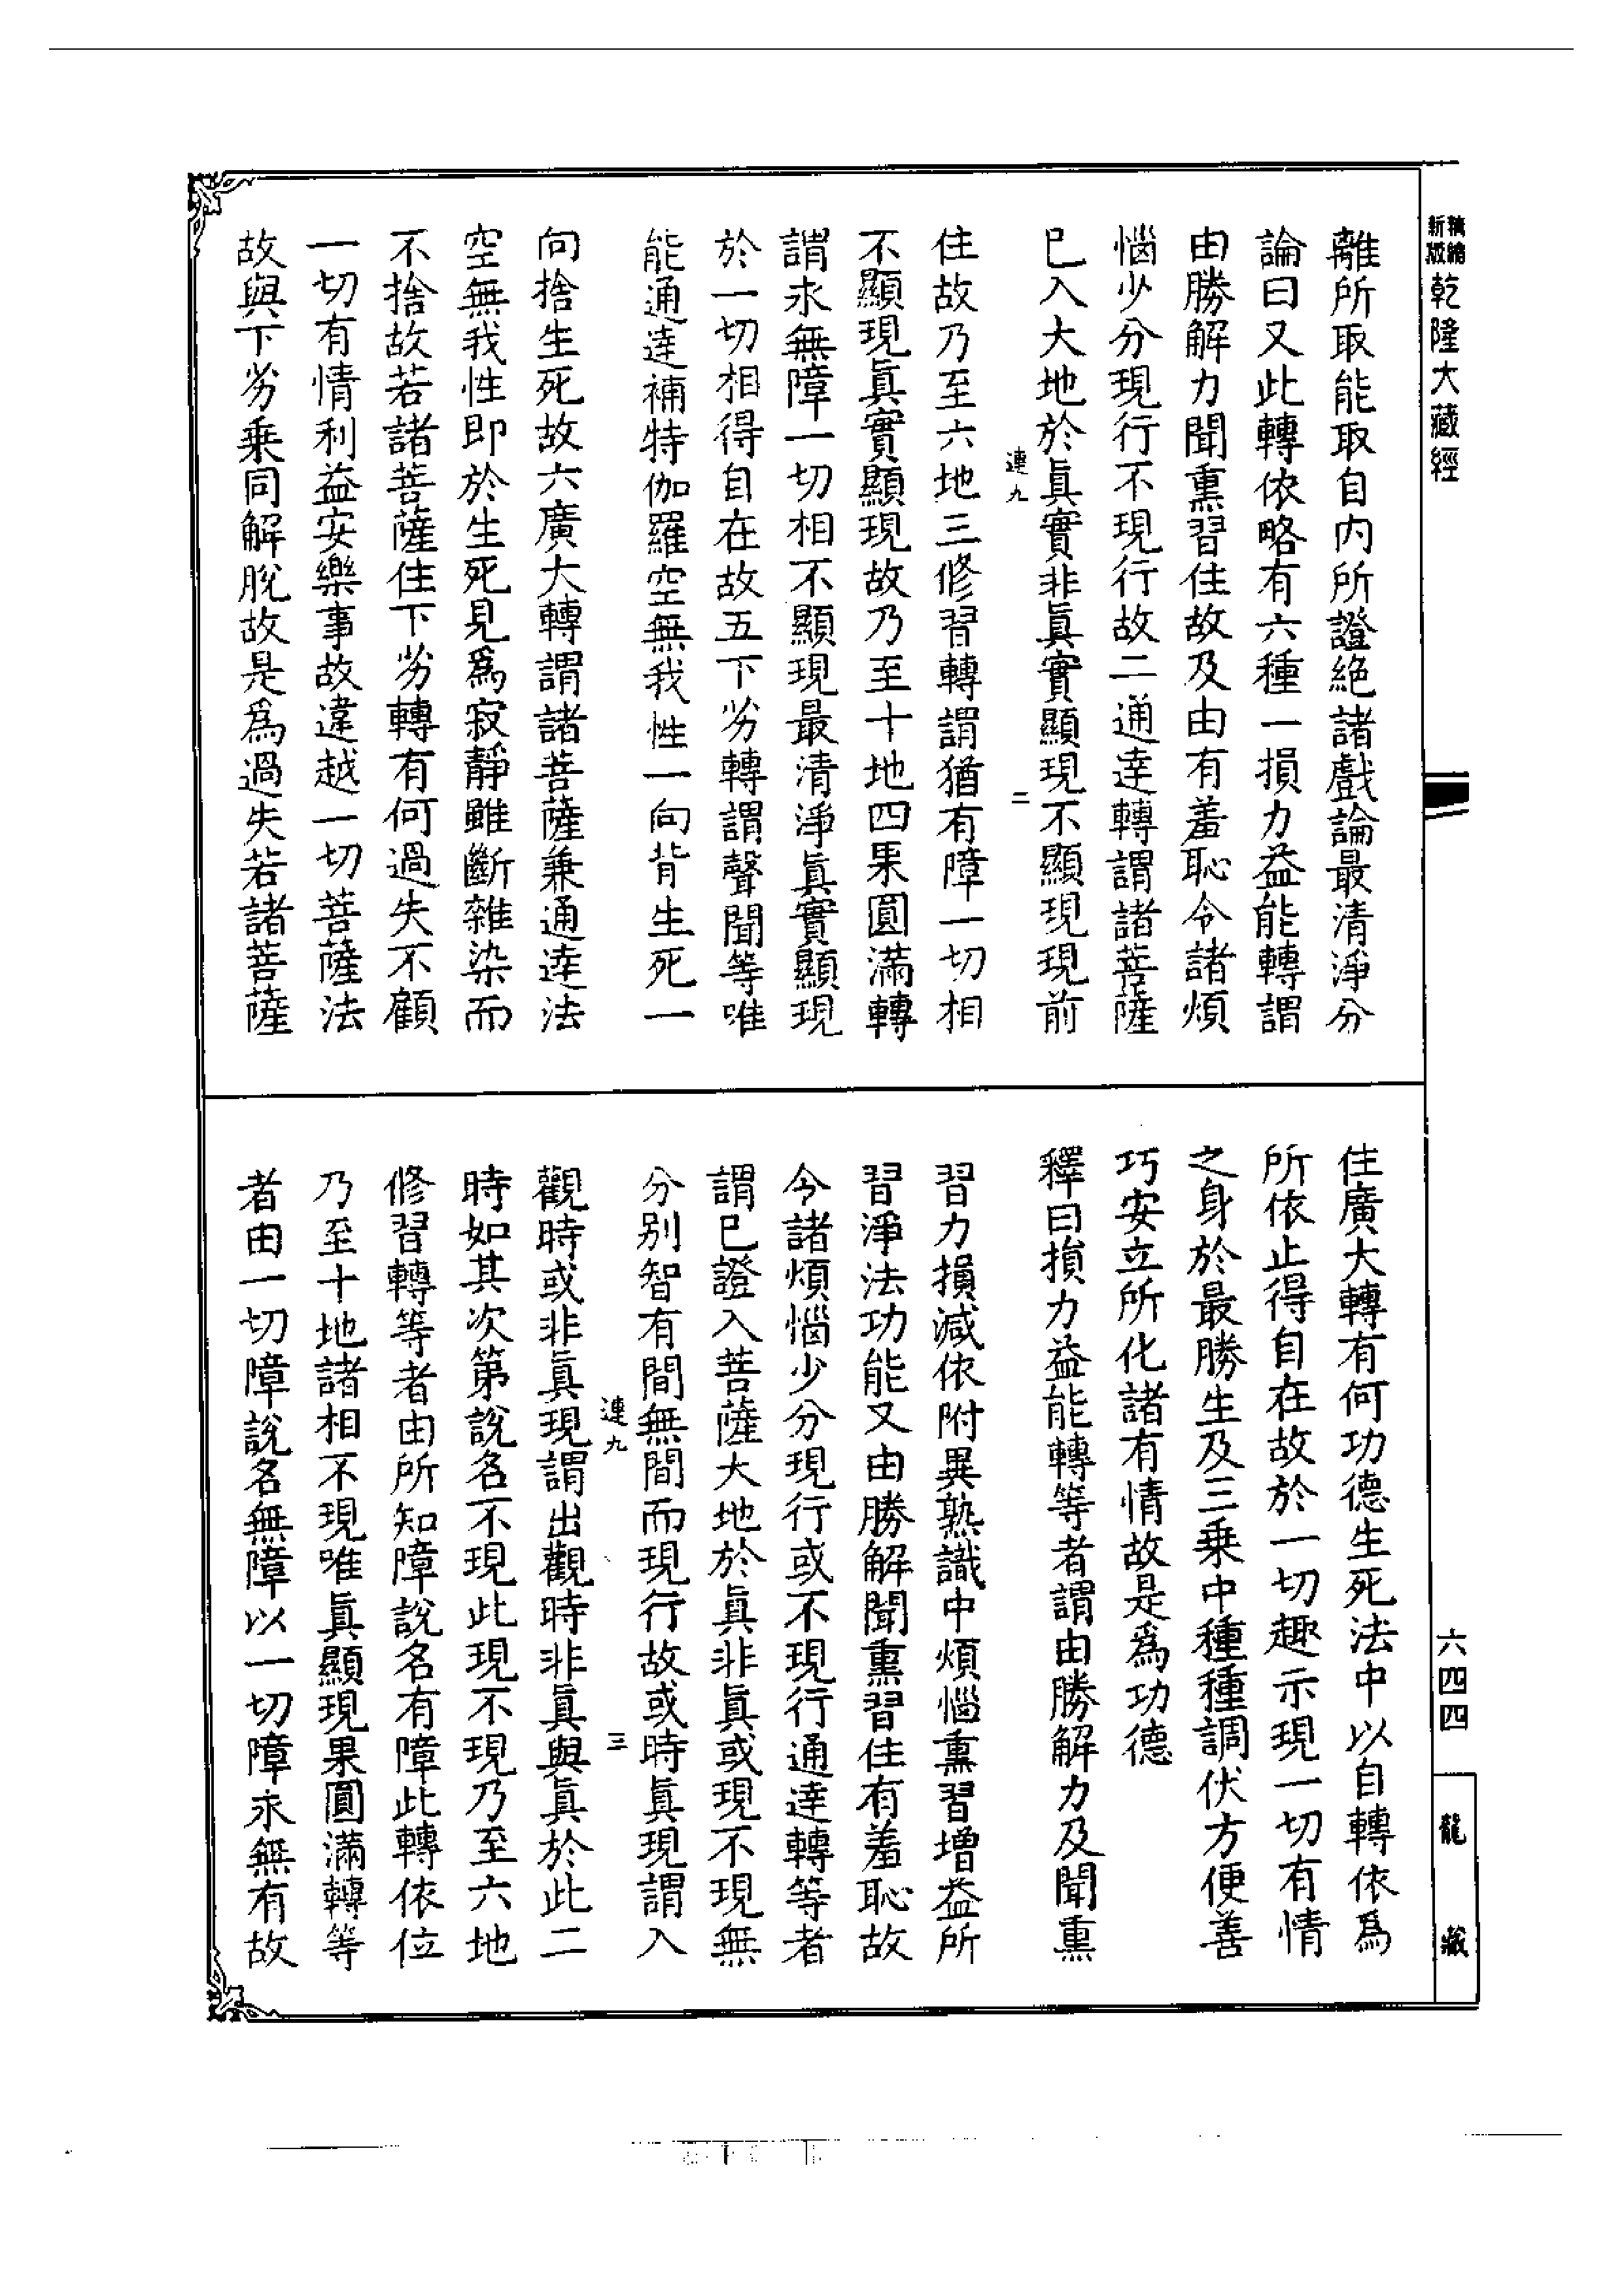 新版精編乾隆大藏經
離所取能取自内所證絶諸戲論最清淨分
論曰又此轉依略有六種一損力益能轉謂
由勝解力聞熏習住故及由有羞恥令諸煩
惱少分現行不現行故二通達轉謂諸菩薩
已入大地於眞實非眞實顯現不顯現現前
連九 二
住故乃至六地三修習轉謂猶有障一切相
不顯現眞實顯現故乃至十地四果圓滿轉
謂永無障一切相不顯現最清淨眞實顯現
於一切相得自在故五下劣轉謂聲聞等唯
能通達補特伽羅空無我性一向背生死一
向捨生死故六廣大轉謂諸菩薩兼通達法
空無我性即於生死見爲寂靜雖斷雜染而
不捨故若諸菩薩住下劣轉有何過失不顧
一切有情利益安樂事故違越一切菩薩法
故與下劣乘同解脫故是爲過失若諸菩薩
住廣大轉有何功德生死法中以自轉依爲
所依止得自在故於一切趣示現一切有情
之身於最勝生及三乘中種種調伏方便善
巧安立所化諸有情故是爲功德
釋曰損力益能轉等者謂由勝解力及聞熏
習力損減依附異熟識中煩惱熏習增益所
習淨法功能又由勝解聞熏習住有羞恥故
今諸煩惱少分現行或不現行通達轉等者
謂已證入菩薩大地於眞非眞或現不現無
分別智有間無間而現行故或時眞現謂入
連九 三
觀時或非眞現謂出觀時非眞與眞於此二
時如其次第說名不現此現不現乃至六地
修習轉等者由所知障說名有障此轉依位
乃至十地諸相不現唯眞顯現果圓滿轉等
者由一切障說名無障以一切障永無有故
六四四
龍藏